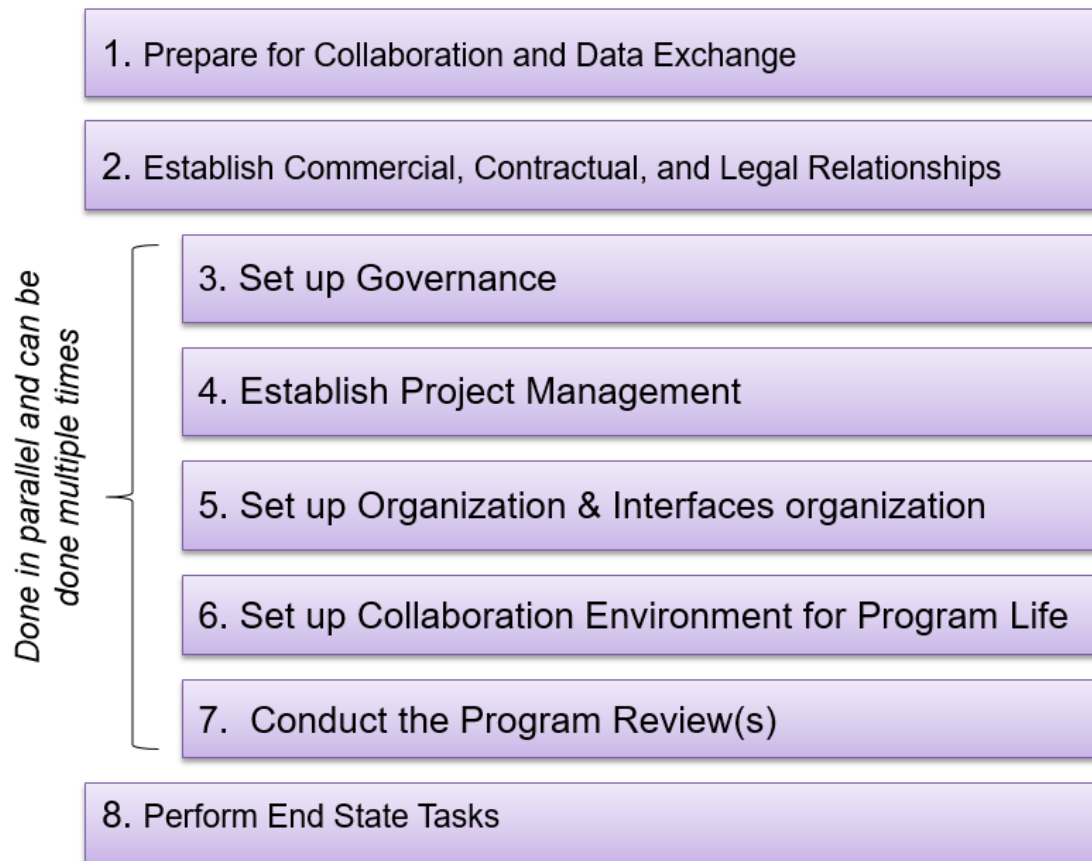 1. Prepare for Collaboration and Data Exchange
2. Establish Commercial, Contractual, and Legal Relationships
Done in parallel and can be
done multiple times
3. Set up Governance
4. Establish Project Management
5. Set up Organization & Interfaces organization
6. Set up Collaboration Environment for Program Life
7. Conduct the Program Review(s)
8. Perform End State Tasks